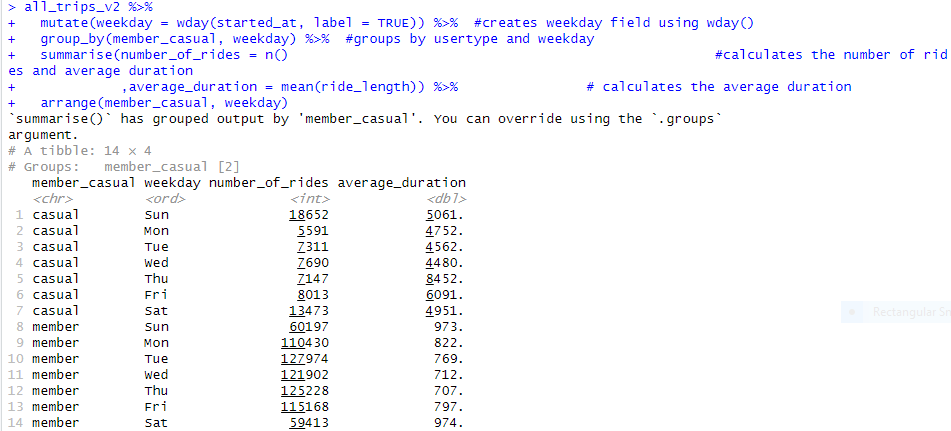 > all_trips_v2 %>%
+   mutate(weekday = wday(started_at, label = TRUE)) %>%  #creates weekday field using wday()
+   group_by(member_casual, weekday) %>%  #groups by usertype and weekday
+   summarise(number_of_rides = n()                                                    #calculates the number of rid
es and average duration
+             ,average_duration = mean(ride_length)) %>%                # calculates the average duration
+   arrange(member_casual, weekday)
`summarise()` has grouped output by 'member_casual'. You can override using the `.groups`
argument.
# A tibble: 14 × 4
# Groups:   member_casual [2]
   member_casual weekday number_of_rides average_duration
   <chr>         <ord>             <int>            <dbl>
 1 casual        Sun               18652            5061.
 2 casual        Mon                5591            4752.
 3 casual        Tue                7311            4562.
 4 casual        Wed                7690            4480.
 5 casual        Thu                7147            8452.
 6 casual        Fri                8013            6091.
 7 casual        Sat               13473            4951.
 8 member        Sun               60197             973.
 9 member        Mon              110430             822.
10 member        Tue              127974             769.
11 member        Wed              121902             712.
12 member        Thu              125228             707.
13 member        Fri              115168             797.
14 member        Sat               59413             974.
Rectangular